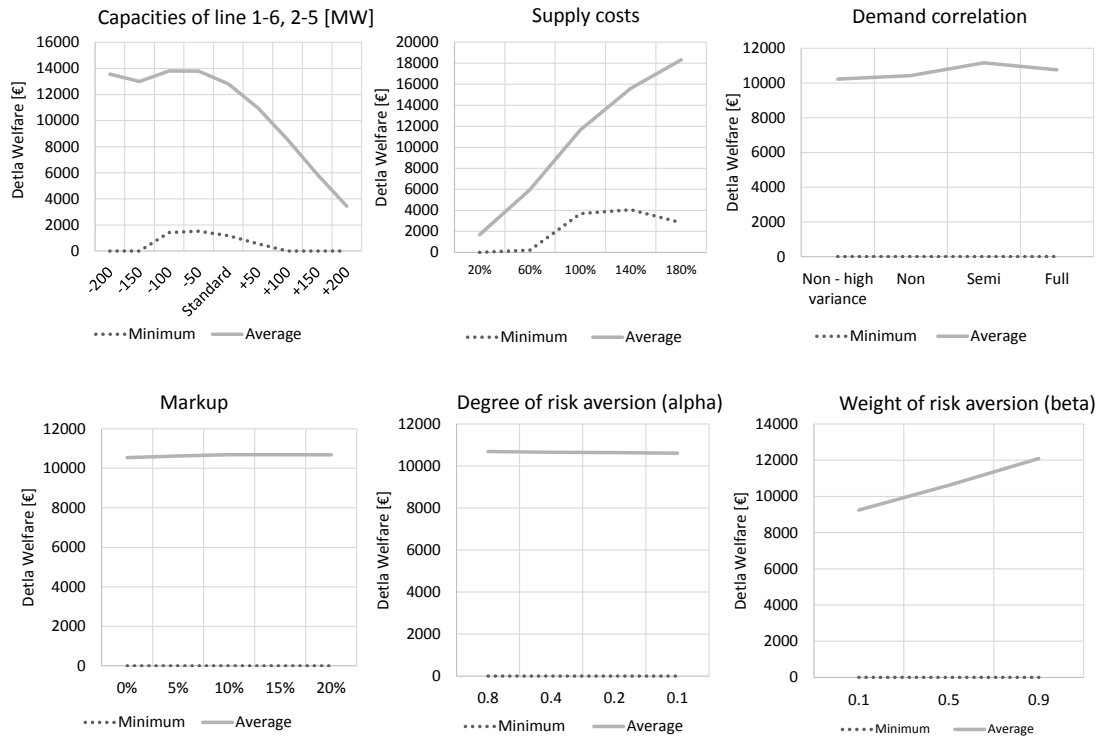 Capacities of line 1-6, 2-5 [MW]
Detla Welfare [€]
16000
14000
12000
10000
8000
6000
4000
2000
0
-200
-150
-100
-50
Standard
+50
+100
+150
+200
Minimum
Average
Supply costs
Detla Welfare [€]
20000
18000
16000
14000
12000
10000
8000
6000
4000
2000
0
20%
60%
100%
140%
180%
Minimum
Average
Demand correlation
Detla Welfare [€]
12000
10000
8000
6000
4000
2000
0
Non - high
variance
Non
Semi
Full
Minimum
Average
Markup
Detla Welfare [€]
12000
10000
8000
6000
4000
2000
0
0%
5%
10%
15%
20%
Minimum
Average
Degree of risk aversion (alpha)
Detla Welfare [€]
12000
10000
8000
6000
4000
2000
0
0.8
0.4
0.2
0.1
Minimum
Average
Weight of risk aversion (beta)
Detla Welfare [€]
14000
12000
10000
8000
6000
4000
2000
0
0.1
0.5
0.9
Minimum
Average